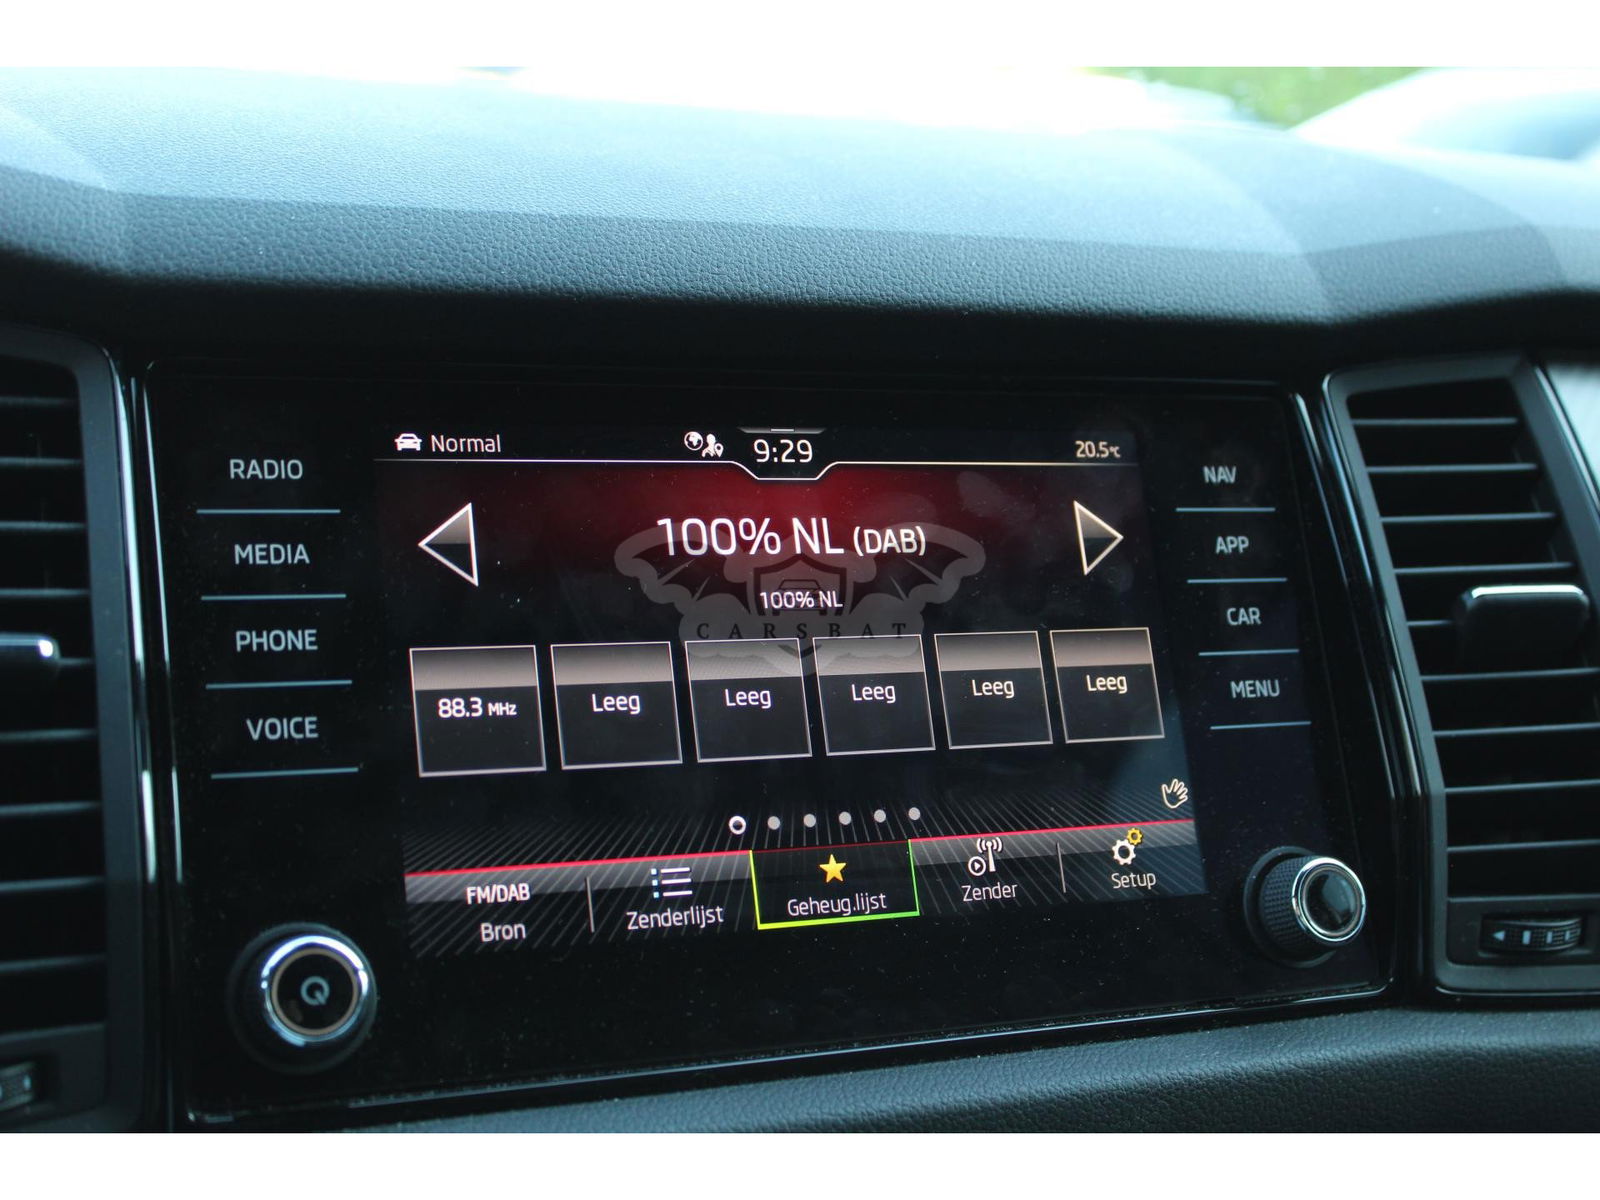 Normal
9:29
20.5°C
RADIO
MEDIA
PHONE
VOICE
100% NL (DAB)
100% NL
CARSBAT
88.3 MHz
Leeg
Leeg
Leeg
Leeg
Leeg
FM/DAB
Bron
Zenderlijst
Geheug.lijst
Zender
Setup
NAV
APP
CAR
MENU